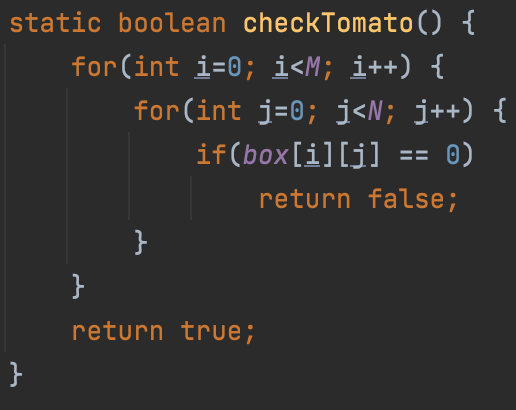 static boolean checkTomato() {
    for(int i=0; i<M; i++) {
        for(int j=0; j<N; j++) {
            if(box[i][j] == 0)
                return false;
        }
    }
    return true;
}